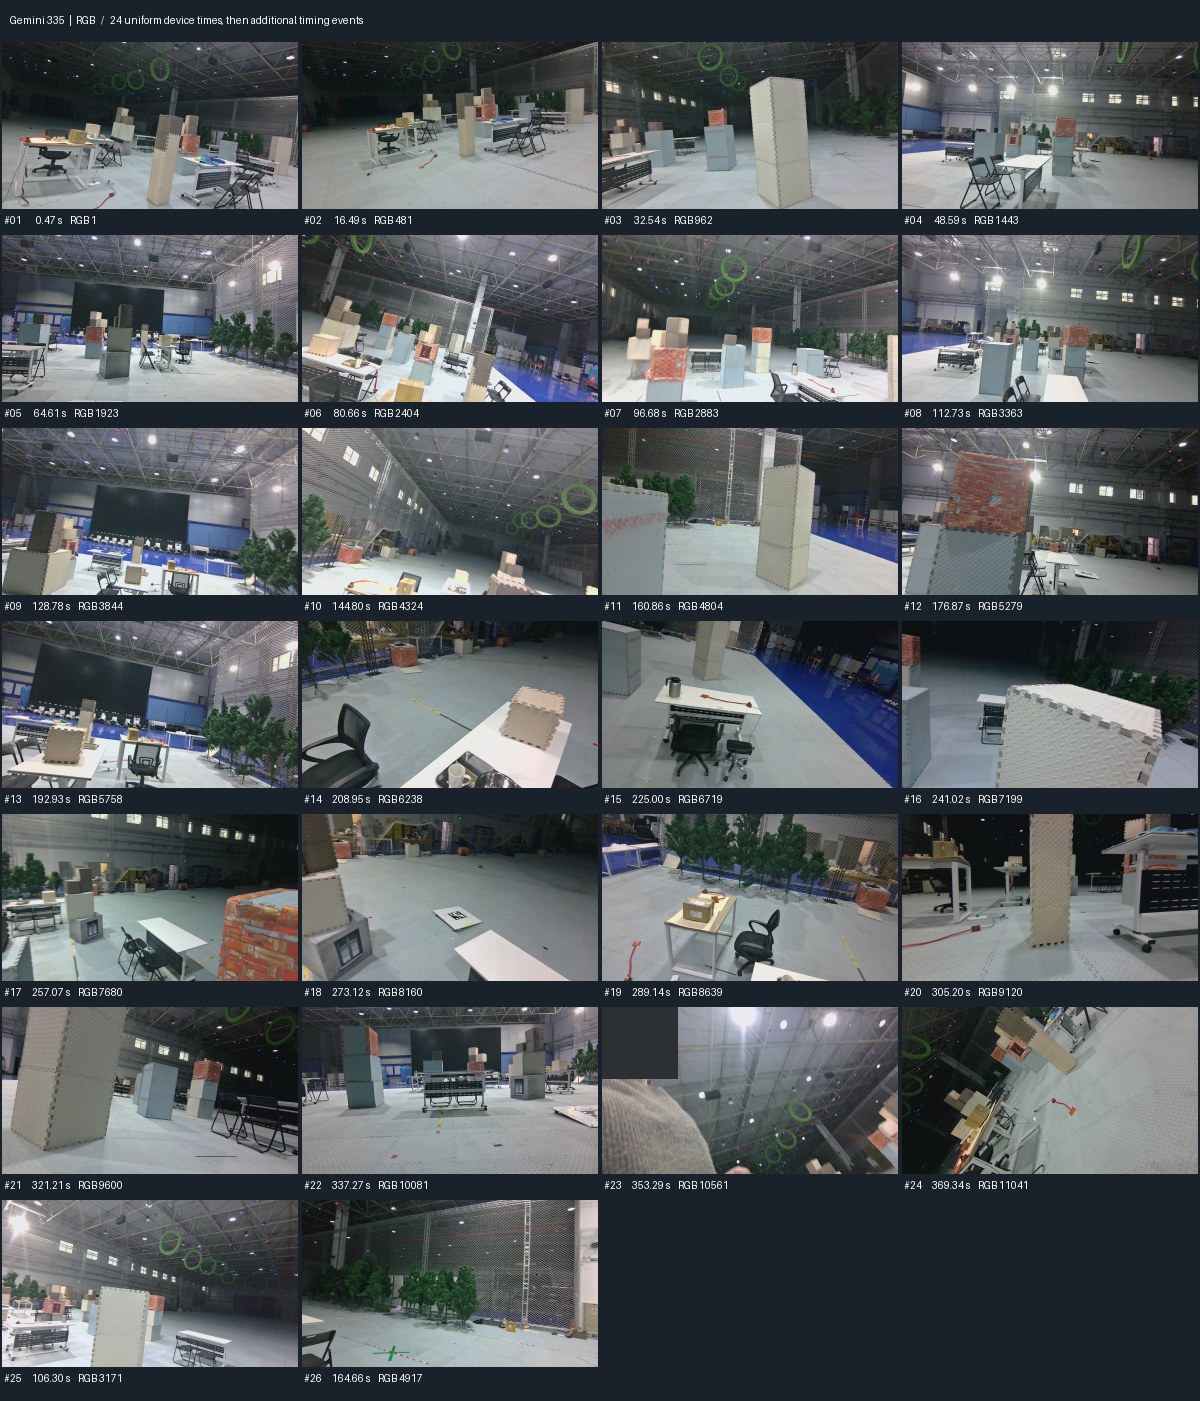 Gemini 335 | RGB / 24 uniform device times, then additional timing events
#01 0.47 s RGB 1
#02 16.49 s RGB 481
#03 32.54 s RGB 962
#04 48.59 s RGB 1443
#05 64.61 s RGB 1923
#06 80.66 s RGB 2404
#07 96.68 s RGB 2883
#08 112.73 s RGB 3363
#09 128.78 s RGB 3844
#10 144.80 s RGB 4324
#11 160.86 s RGB 4804
#12 176.87 s RGB 5279
#13 192.93 s RGB 5758
#14 208.95 s RGB 6238
#15 225.00 s RGB 6719
#16 241.02 s RGB 7199
#17 257.07 s RGB 7680
#18 273.12 s RGB 8160
#19 289.14 s RGB 8639
#20 305.20 s RGB 9120
#21 321.21 s RGB 9600
#22 337.27 s RGB 10081
#23 353.29 s RGB 10561
#24 369.34 s RGB 11041
#25 106.30 s RGB 3171
#26 164.66 s RGB 4917